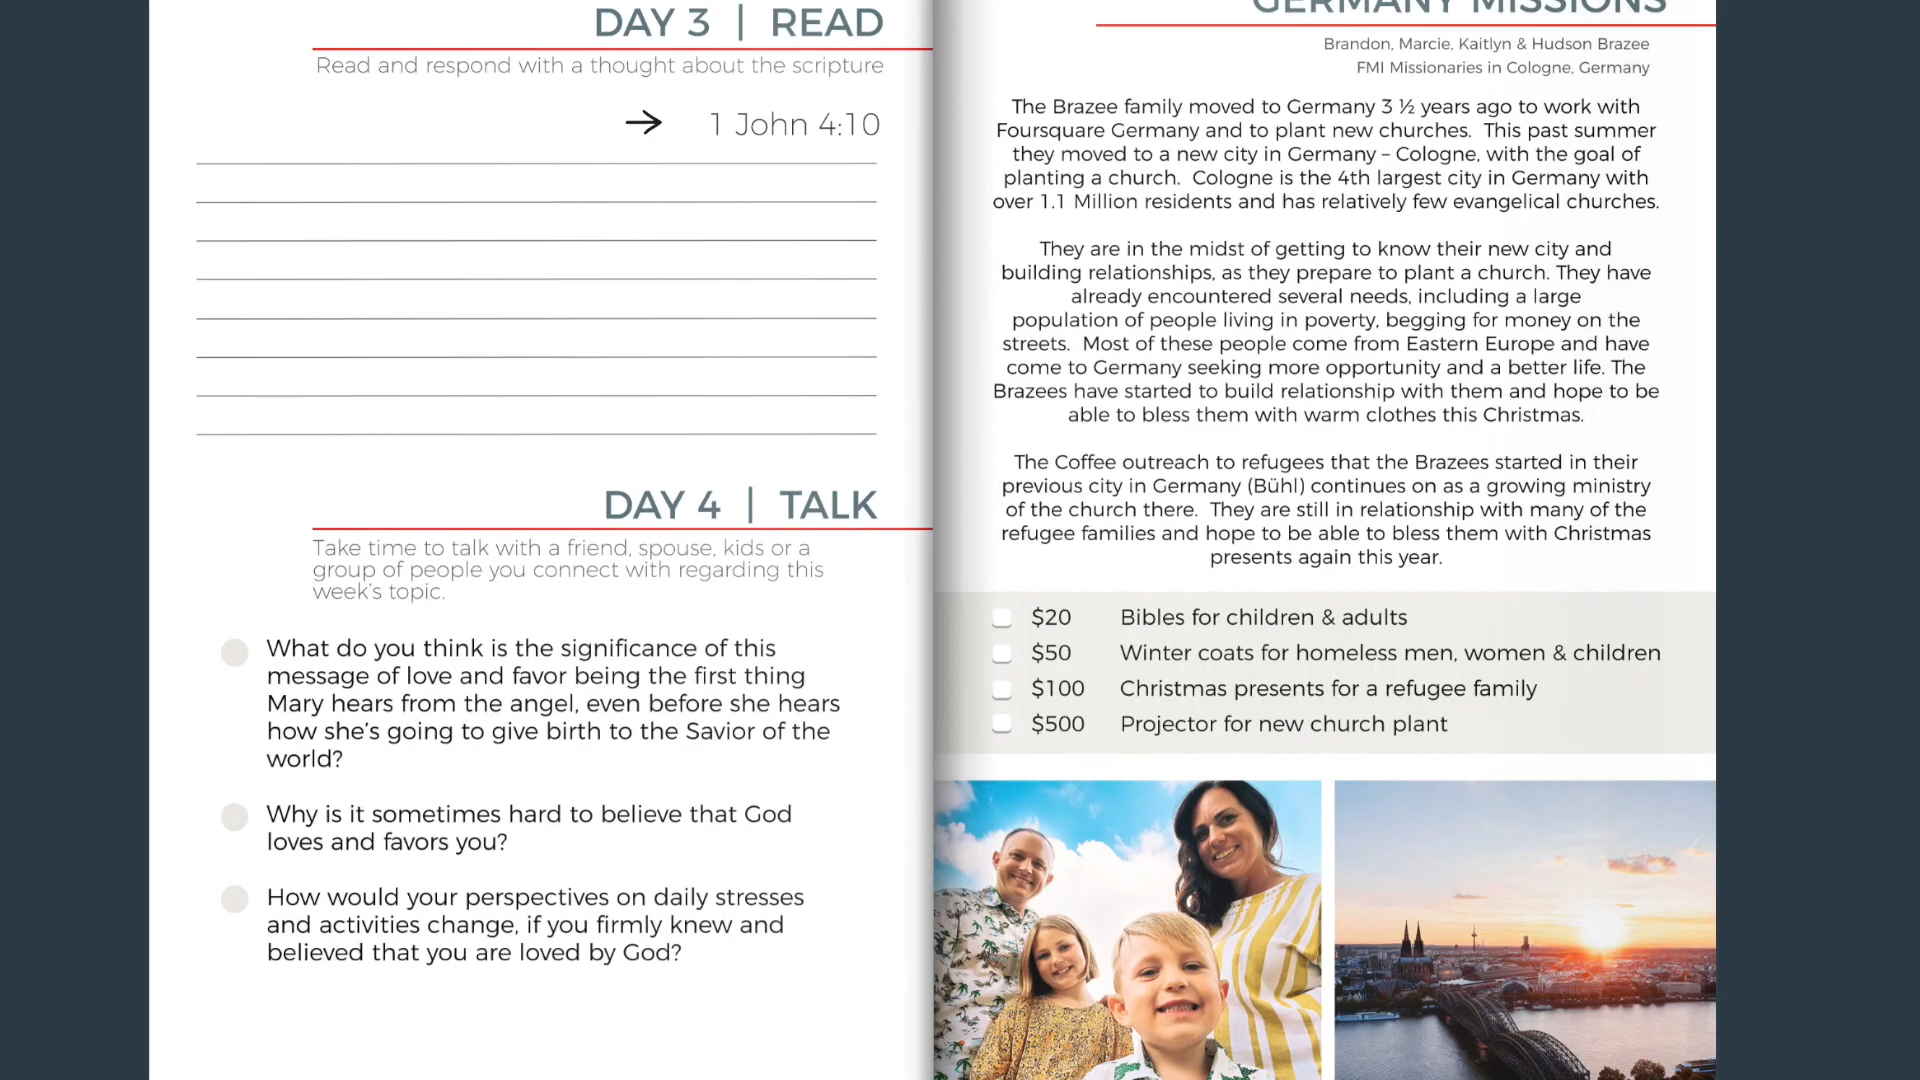 DAY 3 | READ
Read and respond with a thought about the scripture
→ 1 John 4:10
DAY 4 | TALK
Take time to talk with a friend, spouse, kids or a
group of people you connect with regarding this
week's topic.
What do you think is the significance of this
message of love and favor being the first thing
Mary hears from the angel, even before she hears
how she's going to give birth to the Savior of the
world?
Why is it sometimes hard to believe that God
loves and favors you?
How would your perspectives on daily stresses
and activities change, if you firmly knew and
believed that you are loved by God?
GERMANY MISSIONS
Brandon, Marcie, Kaitlyn & Hudson Brazee
FMI Missionaries in Cologne, Germany
The Brazee family moved to Germany 3 ½ years ago to work with
Foursquare Germany and to plant new churches. This past summer
they moved to a new city in Germany – Cologne, with the goal of
planting a church. Cologne is the 4th largest city in Germany with
over 1.1 Million residents and has relatively few evangelical churches.
They are in the midst of getting to know their new city and
building relationships, as they prepare to plant a church. They have
already encountered several needs, including a large
population of people living in poverty, begging for money on the
streets. Most of these people come from Eastern Europe and have
come to Germany seeking more opportunity and a better life. The
Brazees have started to build relationship with them and hope to be
able to bless them with warm clothes this Christmas.
The Coffee outreach to refugees that the Brazees started in their
previous city in Germany (Bühl) continues on as a growing ministry
of the church there. They are still in relationship with many of the
refugee families and hope to be able to bless them with Christmas
presents again this year.
$20 Bibles for children & adults
$50 Winter coats for homeless men, women & children
$100 Christmas presents for a refugee family
$500 Projector for new church plant